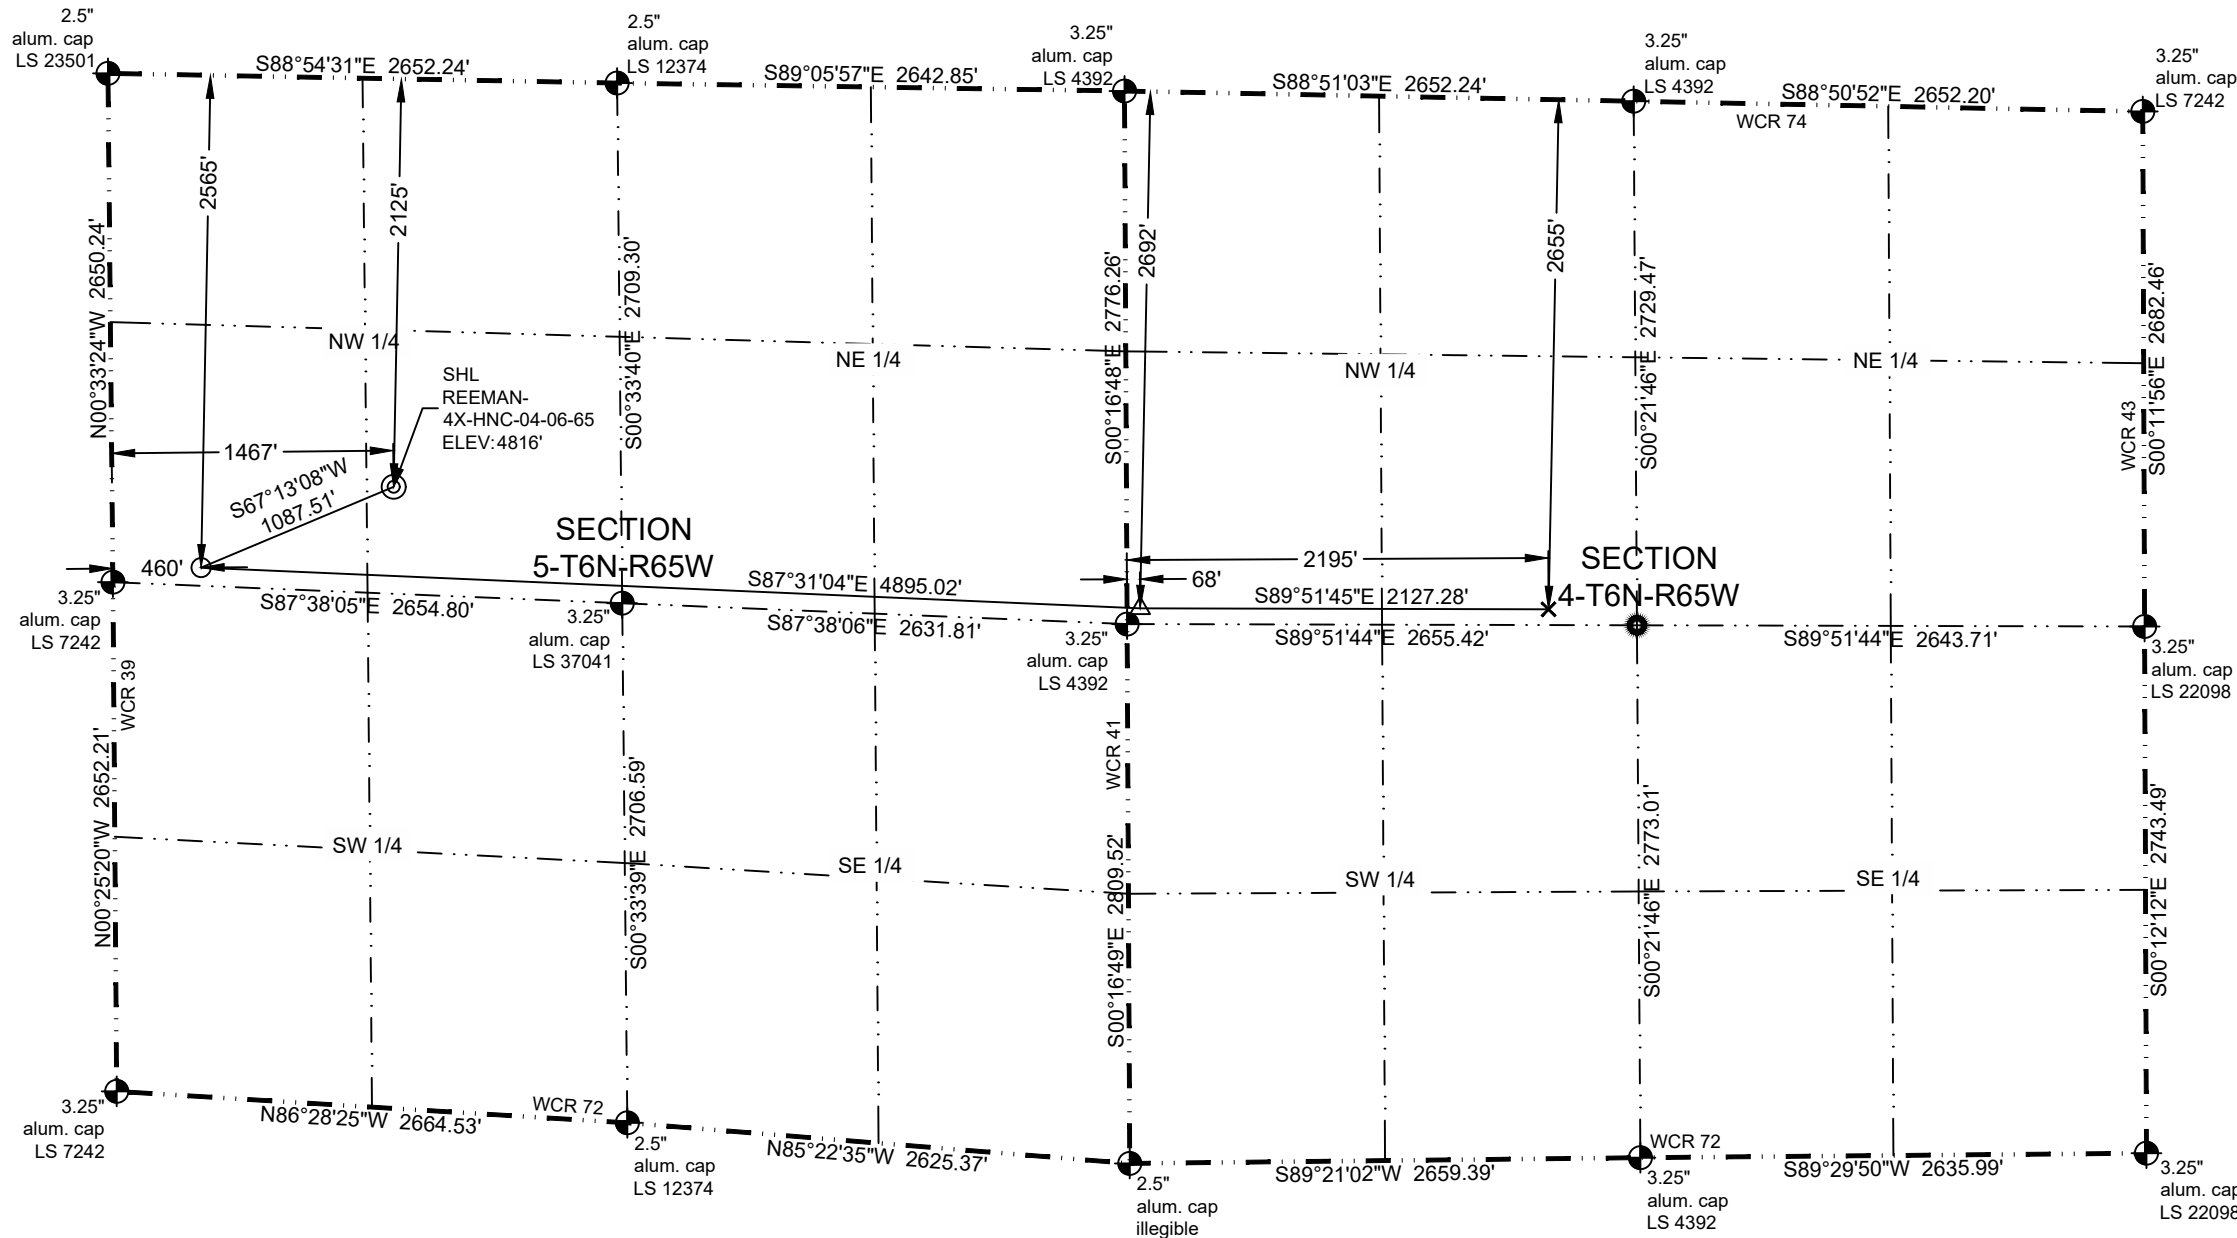 2.5"
alum. cap
LS 23501
S88°54'31"E 2652.24'
2.5"
alum. cap
LS 12374
S89°05'57"E 2642.85'
3.25"
alum. cap
LS 4392
S88°51'03"E 2652.24'
3.25"
alum. cap
LS 4392
S88°50'52"E 2652.20'
WCR 74
3.25"
alum. cap
LS 7242
2565'
2125'
2692'
2655'
N00°33'24"W 2650.24'
S00°33'40"E 2709.30'
S00°16'48"E 2776.26'
S00°21'46"E 2729.47'
S00°11'56"E 2682.46'
WCR 43
NW 1/4
NE 1/4
NW 1/4
NE 1/4
SHL
REEMAN-
4X-HNC-04-06-65
ELEV:4816'
1467'
S67°13'08"W
1087.51'
SECTION
5-T6N-R65W
SECTION
4-T6N-R65W
460'
S87°31'04"E 4895.02'
2195'
68'
S89°51'45"E 2127.28'
3.25"
alum. cap
LS 7242
S87°38'05"E 2654.80'
3.25"
alum. cap
LS 37041
S87°38'06"E 2631.81'
3.25"
alum. cap
LS 4392
S89°51'44"E 2655.42'
S89°51'44"E 2643.71'
3.25"
alum. cap
LS 22098
WCR 39
WCR 41
N00°25'20"W 2652.21'
S00°33'39"E 2706.59'
S00°16'49"E 2809.52'
S00°21'46"E 2773.01'
S00°12'12"E 2743.49'
SW 1/4
SE 1/4
SW 1/4
SE 1/4
3.25"
alum. cap
LS 7242
N86°28'25"W 2664.53'
WCR 72
2.5"
alum. cap
LS 12374
N85°22'35"W 2625.37'
2.5"
alum. cap
illegible
S89°21'02"W 2659.39'
WCR 72
3.25"
alum. cap
LS 4392
S89°29'50"W 2635.99'
3.25"
alum. cap
LS 22098